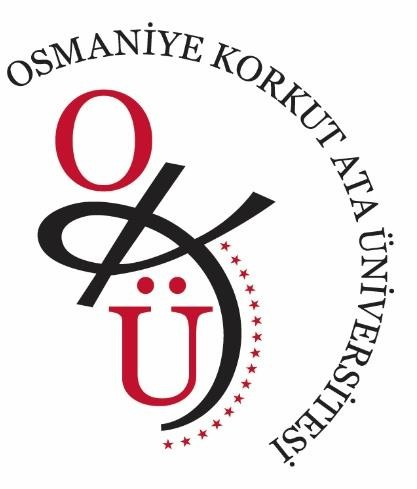 OSMANİYE KORKUT ATA ÜNİVERSİTESİ
O
K
Ü